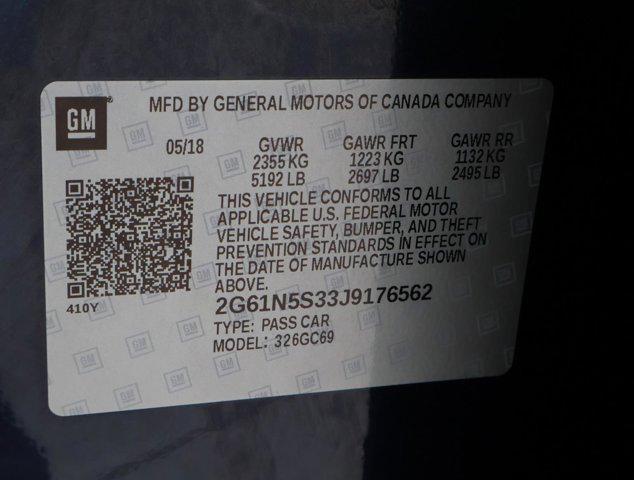 GM
MFD BY GENERAL MOTORS OF CANADA COMPANY
05/18 GVWR GAWR FRT GAWR RR
2355 KG 1223 KG 1132 KG
5192 LB 2697 LB 2495 LB
THIS VEHICLE CONFORMS TO ALL
APPLICABLE U.S. FEDERAL MOTOR
VEHICLE SAFETY, BUMPER, AND THEFT
PREVENTION STANDARDS IN EFFECT ON
THE DATE OF MANUFACTURE SHOWN
ABOVE.
410Y
2G61N5S33J9176562
TYPE: PASS CAR
MODEL: 326GC69